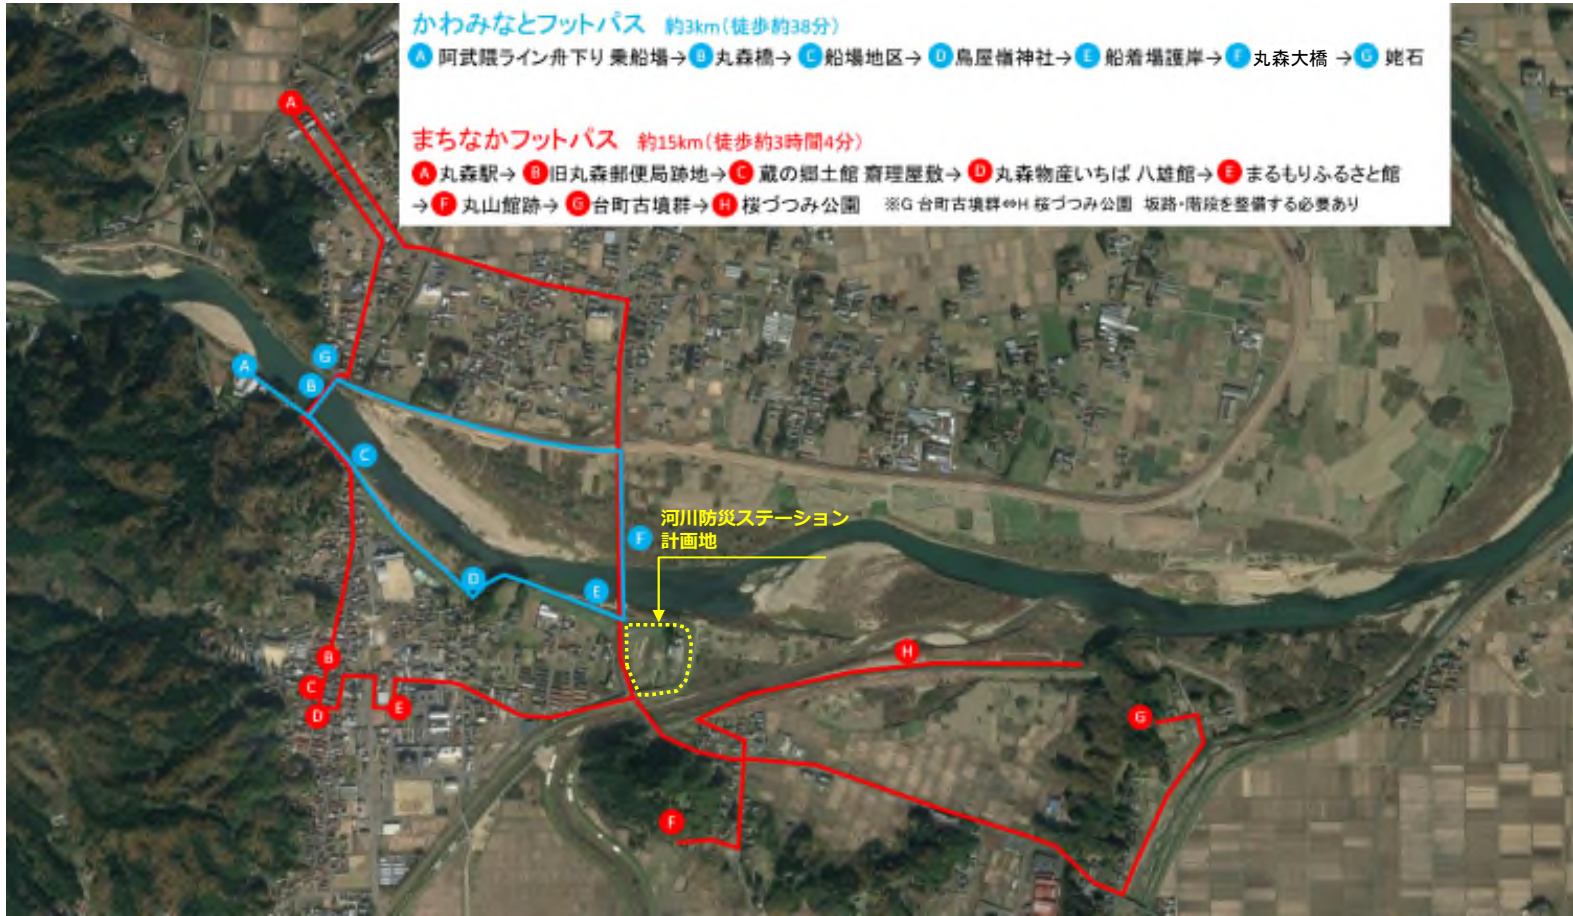 かわみなとフットパス 約3km(徒歩約38分)
A 阿武隈ライン舟下り 乗船場→ B 丸森橋→ C 船場地区→ D 鳥屋嶺神社→ E 船着場護岸→ F 丸森大橋 → G 姥石
まちなかフットパス 約15km(徒歩約3時間4分)
A 丸森駅→ B 旧丸森郵便局跡地→ C 蔵の郷土館 齋理屋敷→ D 丸森物産いちば 八雄館→ E まるもりふるさと館
→ F 丸山館跡→ G 台町古墳群→ H 桜づつみ公園 ※G 台町古墳群⇔H 桜づつみ公園 坂路・階段を整備する必要あり
A
G
A
B
C
河川防災ステーション
計画地
F
D
E
B
H
C
D
E
G
F